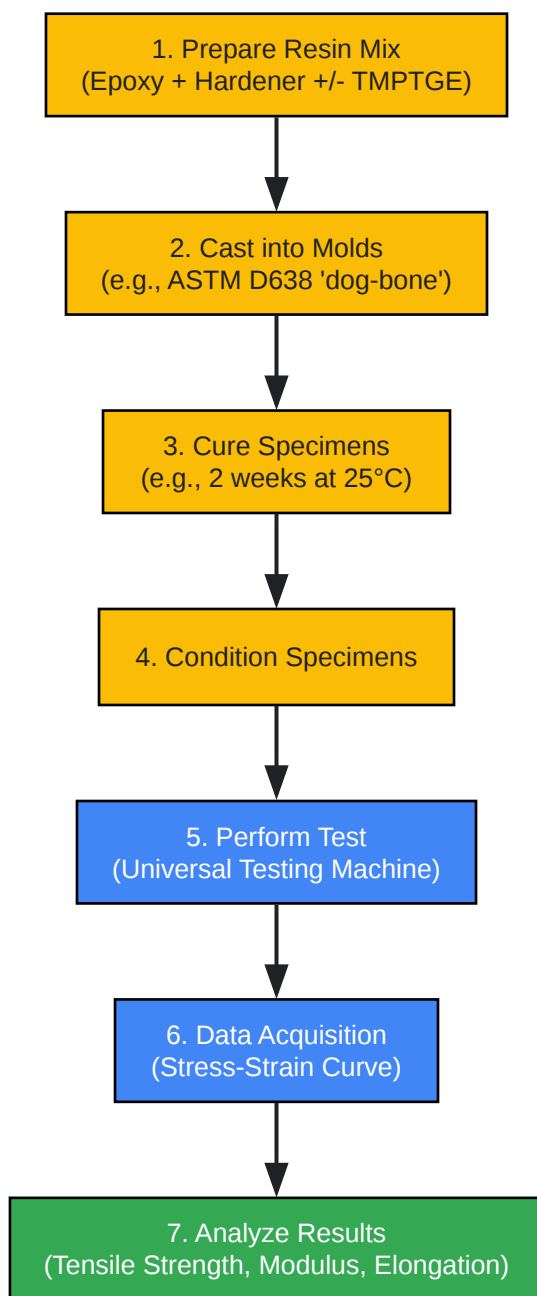 1. Prepare Resin Mix
(Epoxy + Hardener +/- TMPTGE)
2. Cast into Molds
(e.g., ASTM D638 'dog-bone')
3. Cure Specimens
(e.g., 2 weeks at 25°C)
4. Condition Specimens
5. Perform Test
(Universal Testing Machine)
6. Data Acquisition
(Stress-Strain Curve)
7. Analyze Results
(Tensile Strength, Modulus, Elongation)